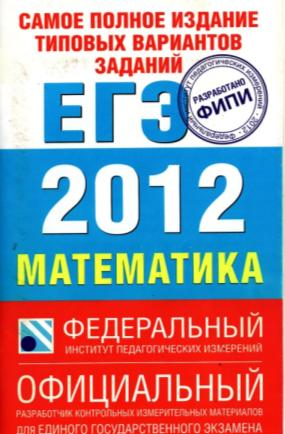 САМОЕ ПОЛНОЕ ИЗДАНИЕ
ТИПОВЫХ ВАРИАНТОВ
ЗАДАНИЙ
ЕГЭ
РАЗРАБОТАНО
ФИПИ
2012
МАТЕМАТИКА
ФЕДЕРАЛЬНЫЙ
ИНСТИТУТ ПЕДАГОГИЧЕСКИХ ИЗМЕРЕНИЙ
ОФИЦИАЛЬНЫЙ
РАЗРАБОТЧИК КОНТРОЛЬНЫХ ИЗМЕРИТЕЛЬНЫХ МАТЕРИАЛОВ
ДЛЯ ЕДИНОГО ГОСУДАРСТВЕННОГО ЭКЗАМЕНА